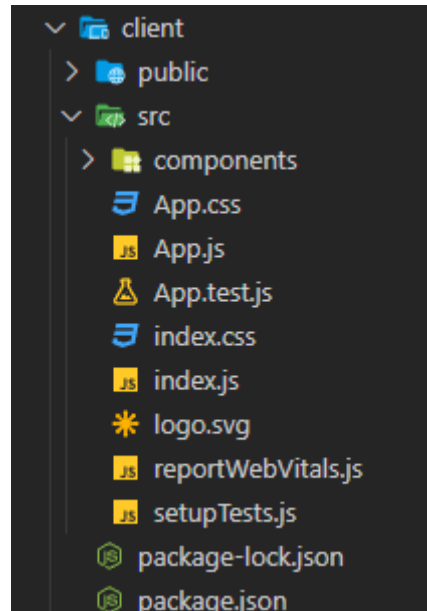 client
public
src
components
App.css
App.js
App.test.js
index.css
index.js
logo.svg
reportWebVitals.js
setupTests.js
package-lock.json
package.json